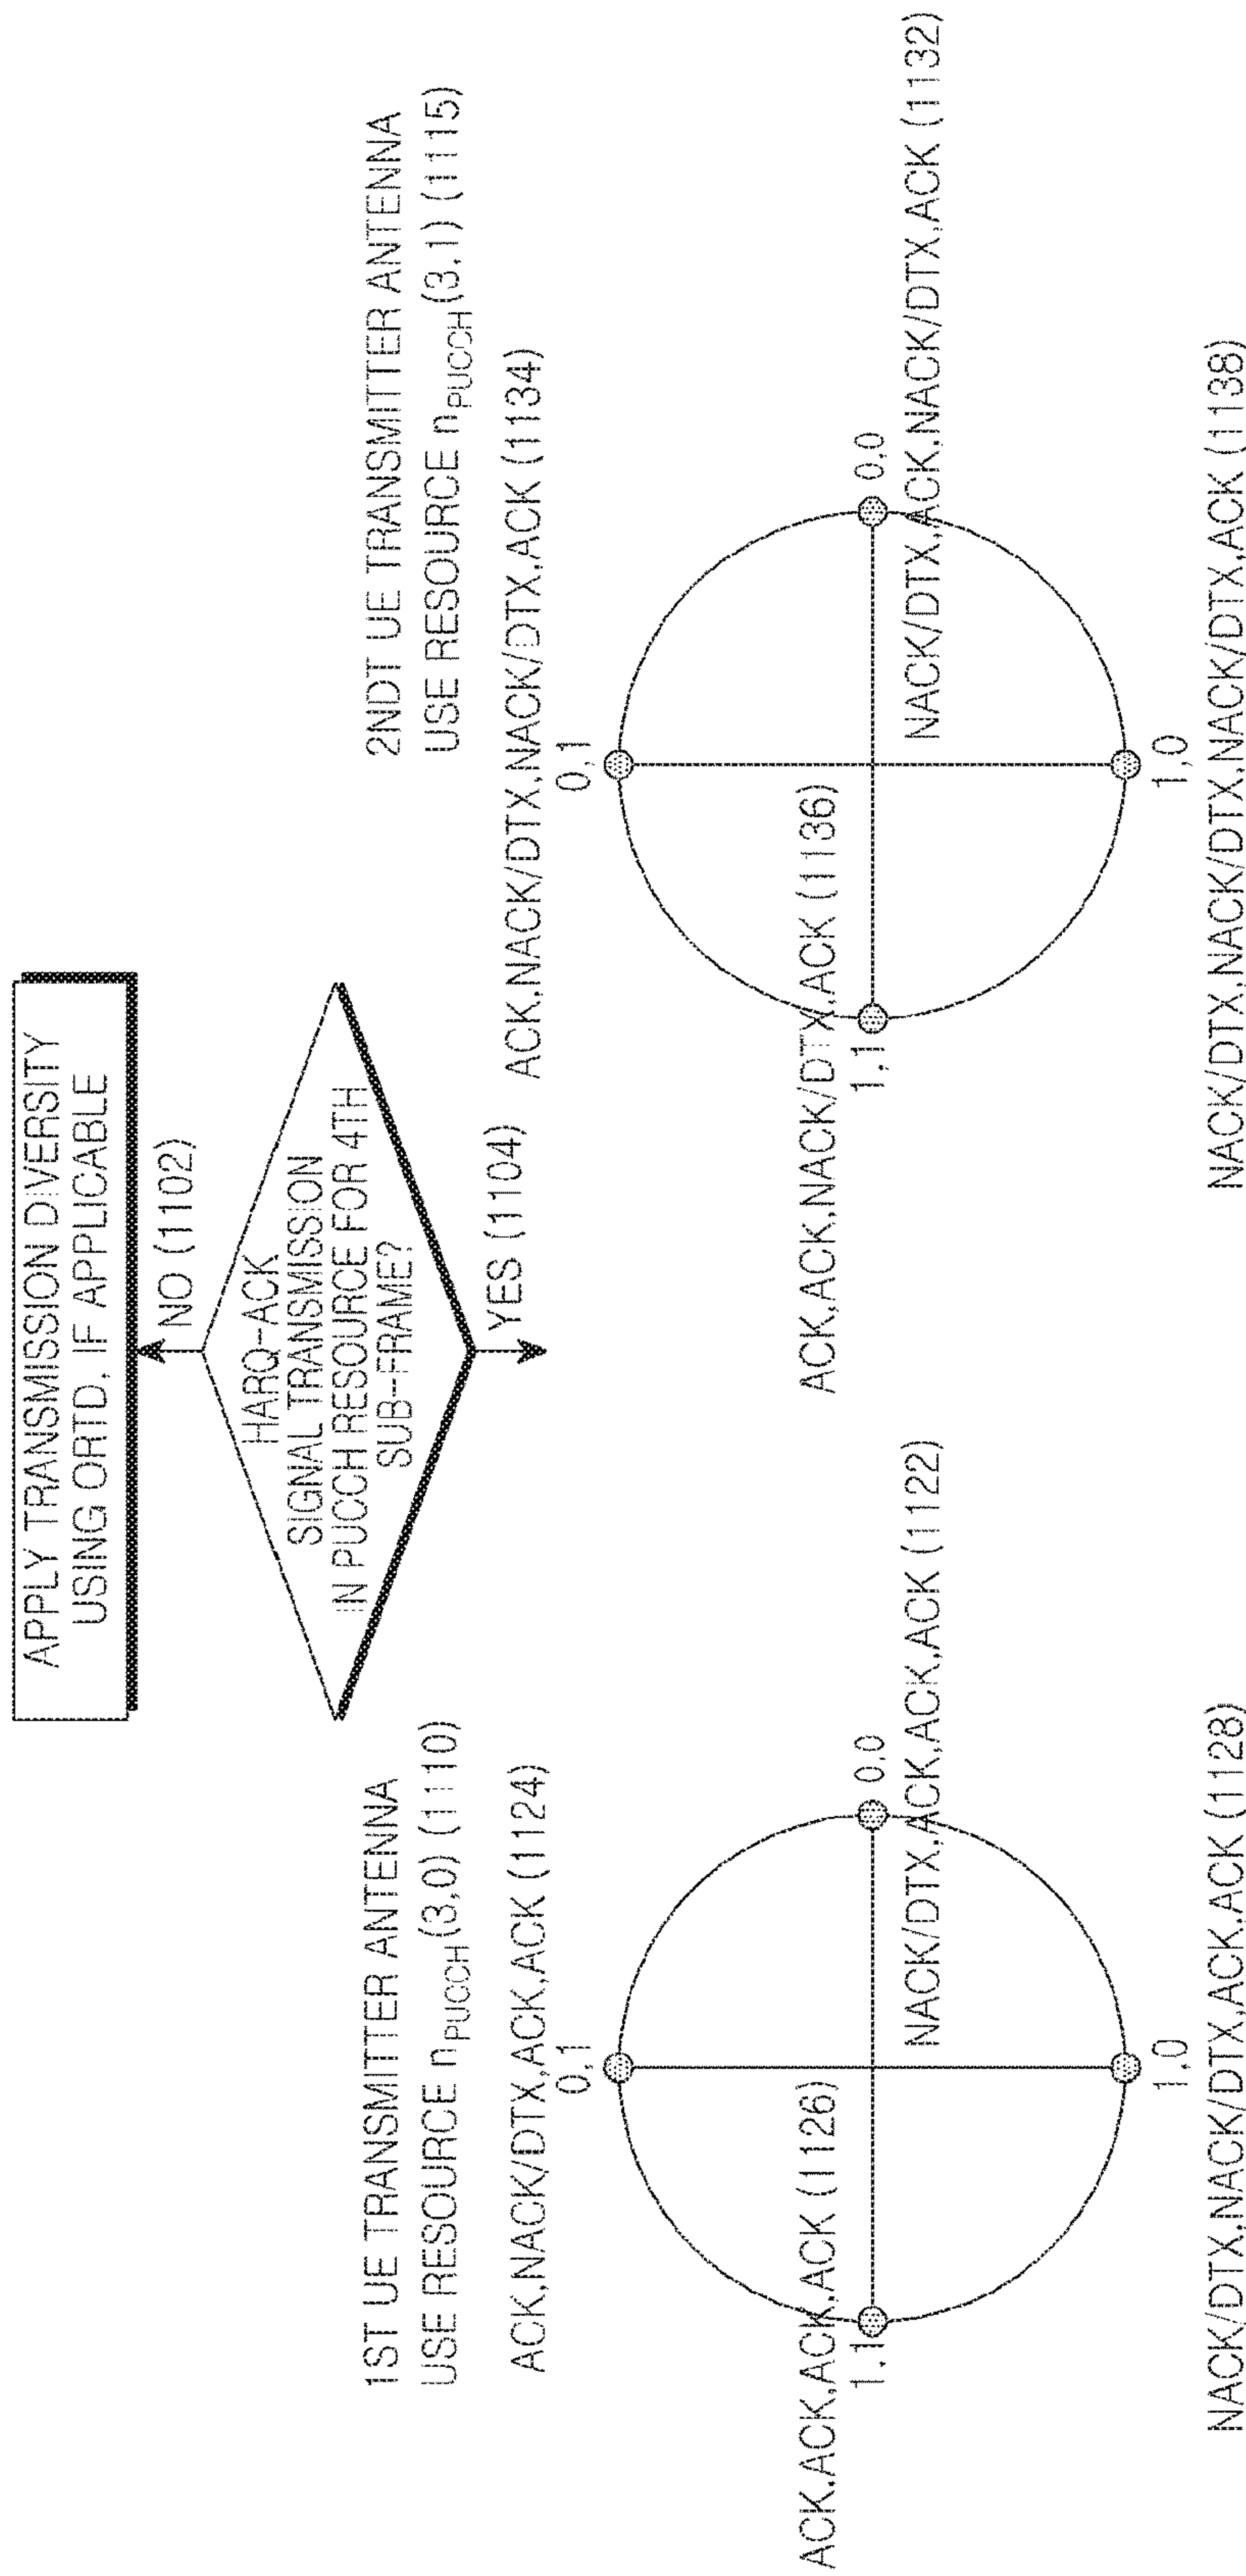 APPLY TRANSMISSION DIVERSITY
USING ORTD, IF APPLICABLE
NO (1102)
HARQ-ACK
SIGNAL TRANSMISSION
IN PUCCH RESOURCE FOR 4TH
SUB-FRAME?
YES (1104)
1ST UE TRANSMITTER ANTENNA
USE RESOURCE nPUCCH(3,0) (1110)
ACK,NACK/DTX,ACK,ACK (1124)
0,1
ACK,ACK,ACK,ACK (1126)
1,1
0,0
NACK/DTX,ACK,ACK,ACK (1122)
1,0
NACK/DTX,NACK/DTX,ACK,ACK (1128)
2NDT UE TRANSMITTER ANTENNA
USE RESOURCE nPUCCH(3,1) (1115)
ACK,NACK/DTX,NACK/DTX,ACK (1134)
0,1
ACK,ACK,NACK/DTX,ACK (1136)
1,1
0,0
NACK/DTX,ACK,NACK/DTX,ACK (1132)
1,0
NACK/DTX,NACK/DTX,NACK/DTX,ACK (1138)